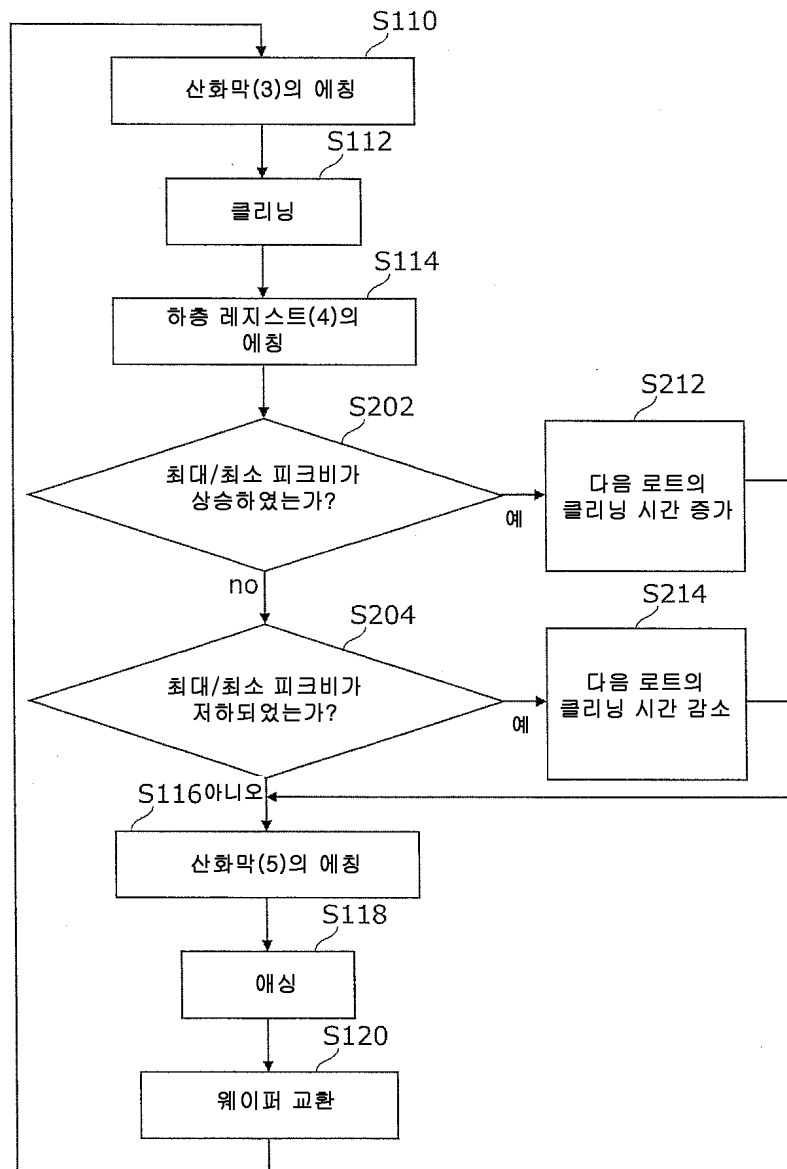 S110
산화막(3)의 에칭
S112
클리닝
S114
하층 레지스트(4)의
에칭
S202
최대/최소 피크비가
상승하였는가?
예
S212
다음 로트의
클리닝 시간 증가
no
S204
최대/최소 피크비가
저하되었는가?
예
S214
다음 로트의
클리닝 시간 감소
S116 아니오
산화막(5)의 에칭
S118
애싱
S120
웨이퍼 교환